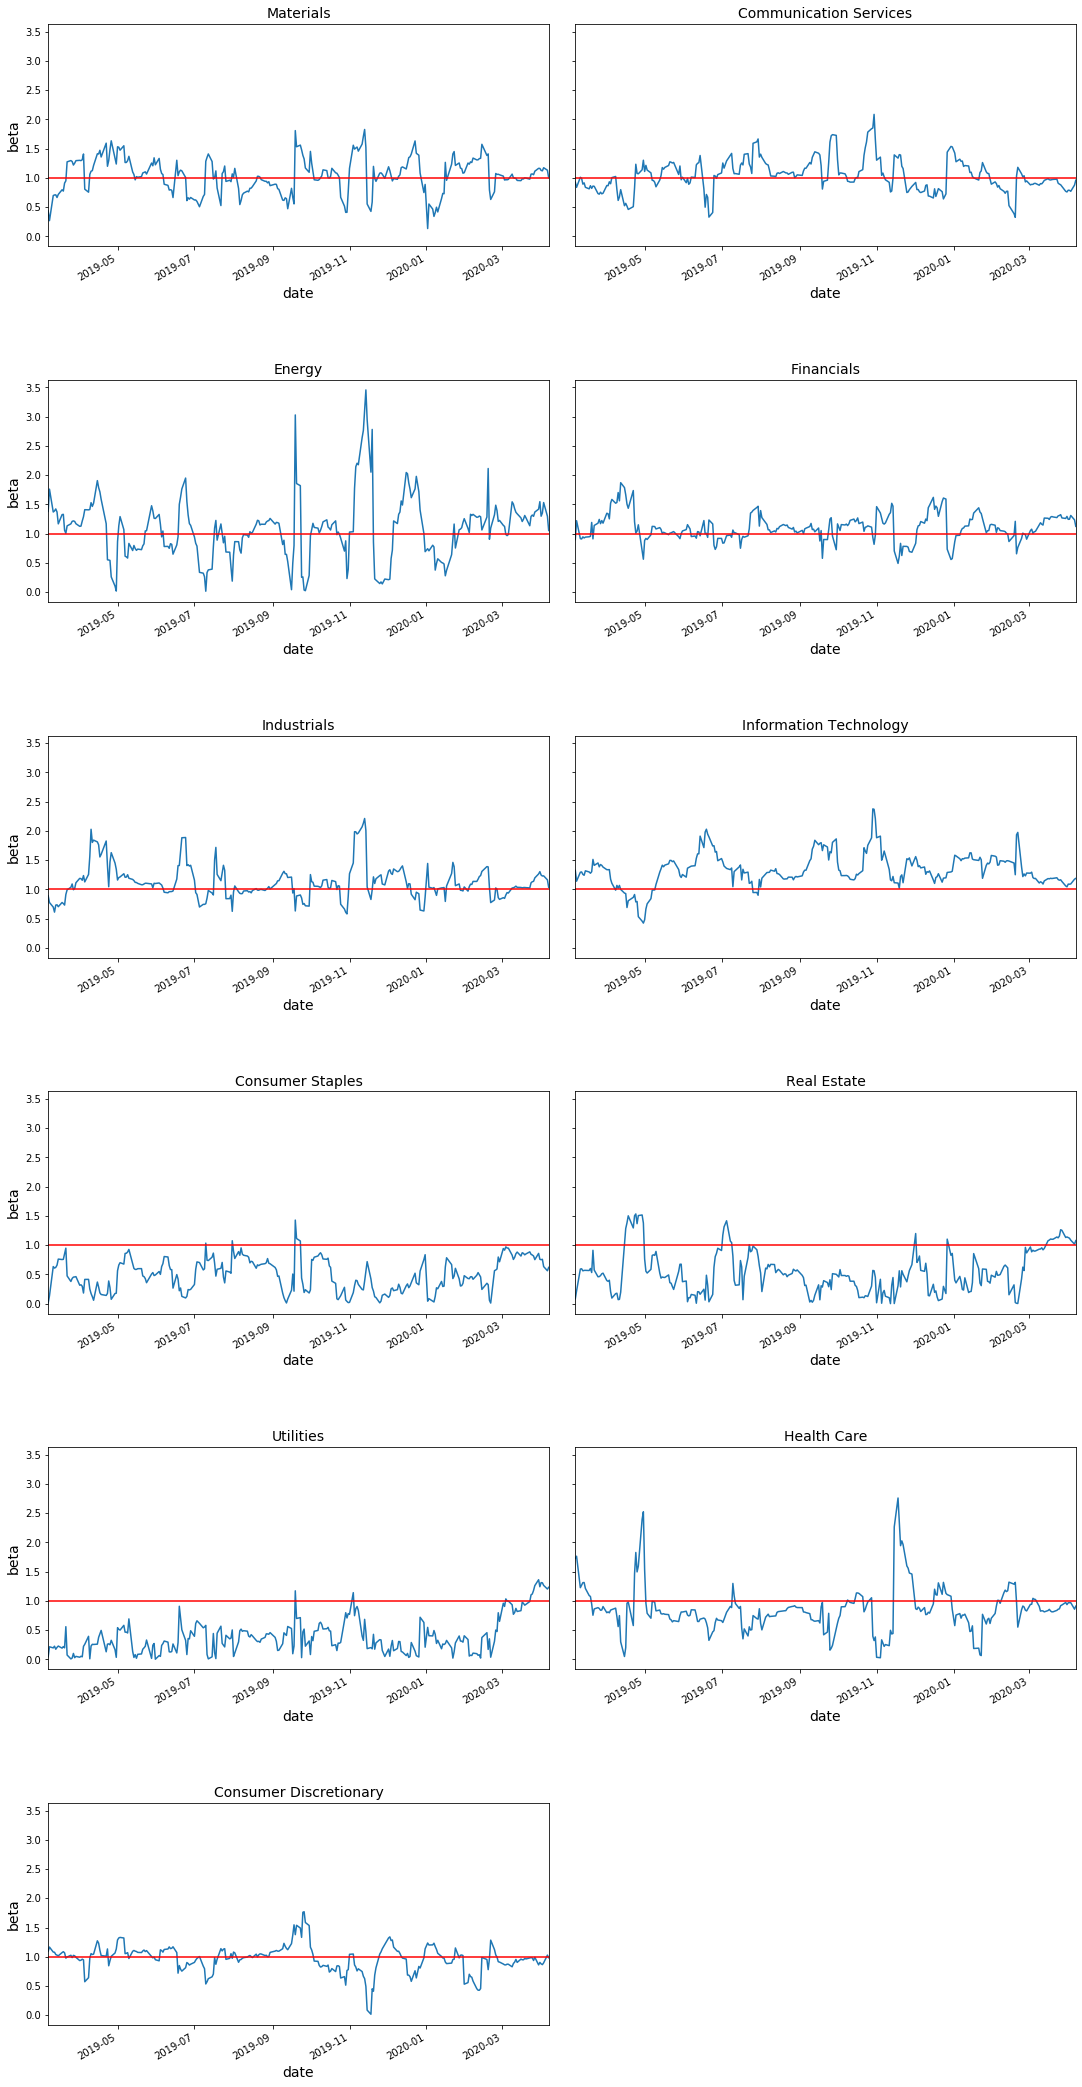 Materials
Communication Services
3.5
3.0
2.5
2.0
1.5
1.0
0.5
0.0
beta
2019-05 2019-07 2019-09 2019-11 2020-01 2020-03
2019-05 2019-07 2019-09 2019-11 2020-01 2020-03
date
date
Energy
Financials
3.5
3.0
2.5
2.0
1.5
1.0
0.5
0.0
beta
2019-05 2019-07 2019-09 2019-11 2020-01 2020-03
2019-05 2019-07 2019-09 2019-11 2020-01 2020-03
date
date
Industrials
Information Technology
3.5
3.0
2.5
2.0
1.5
1.0
0.5
0.0
beta
2019-05 2019-07 2019-09 2019-11 2020-01 2020-03
2019-05 2019-07 2019-09 2019-11 2020-01 2020-03
date
date
Consumer Staples
Real Estate
3.5
3.0
2.5
2.0
1.5
1.0
0.5
0.0
beta
2019-05 2019-07 2019-09 2019-11 2020-01 2020-03
2019-05 2019-07 2019-09 2019-11 2020-01 2020-03
date
date
Utilities
Health Care
3.5
3.0
2.5
2.0
1.5
1.0
0.5
0.0
beta
2019-05 2019-07 2019-09 2019-11 2020-01 2020-03
2019-05 2019-07 2019-09 2019-11 2020-01 2020-03
date
date
Consumer Discretionary
3.5
3.0
2.5
2.0
1.5
1.0
0.5
0.0
beta
2019-05 2019-07 2019-09 2019-11 2020-01 2020-03
date